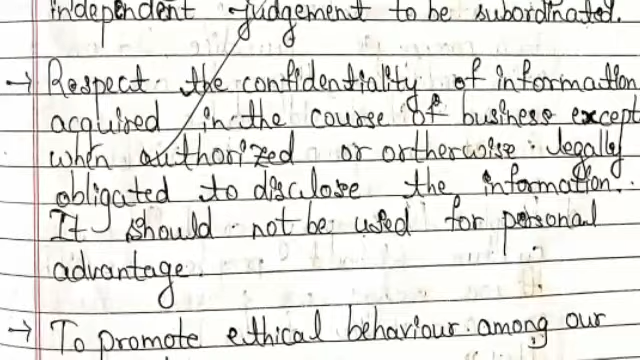 independent judgement to be subordinated.
→ Respect the confidentiality of information
acquired in the course of business except
when authorized or ortherwise legally
obligated to disclose the information.
It should not be used for personal
advantage
→ To promote ethical behaviour among our